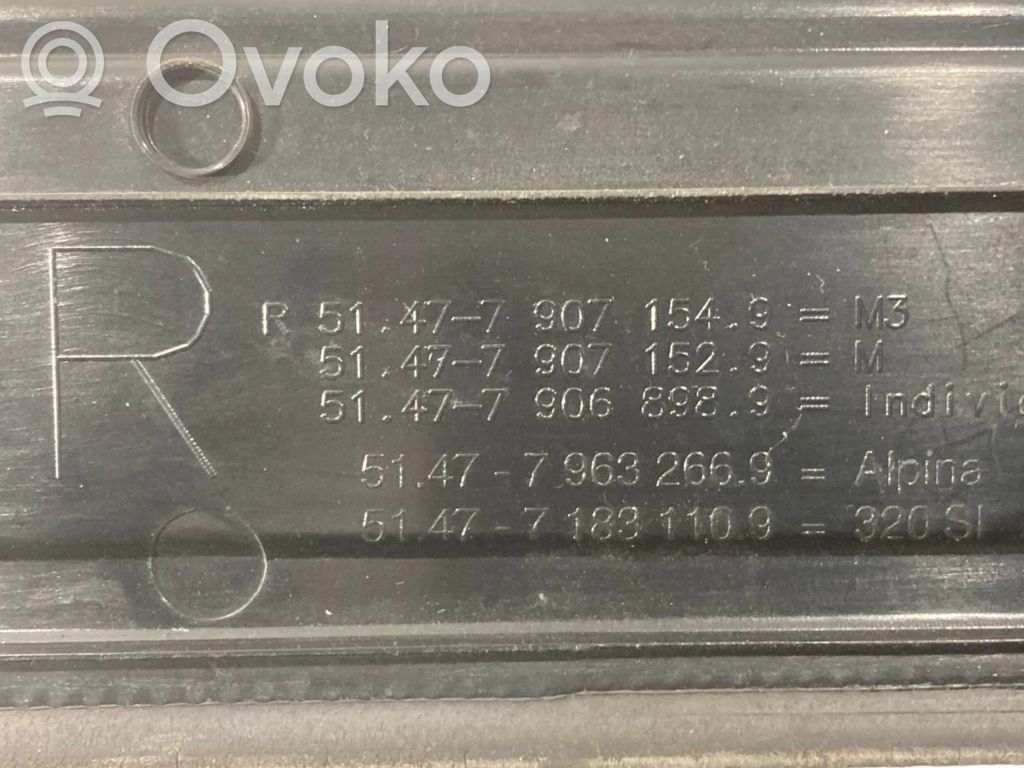 Ovoko
R
R 51.47-7 907 154.9 = M3
51.47-7 907 152.9 = M
51.47-7 906 898.9 =
51.47 - 7 963 266.9 = Alpina
51.47 - 7 183 110.9 = 320 SI